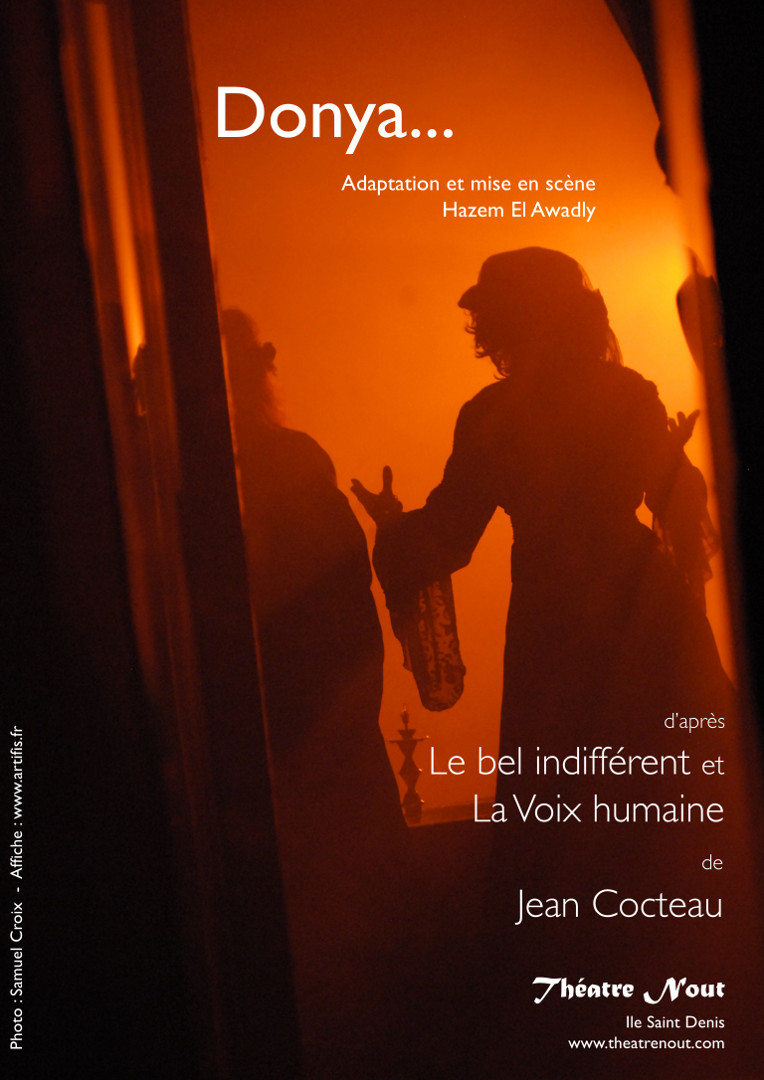 Donya...
Adaptation et mise en scène
Hazem El Awadly
d'après
Le bel indifférent et
La Voix humaine
de
Jean Cocteau
Théatre Nout
Ile Saint Denis
www.theatrenout.com
Photo : Samuel Croix - Affiche : www.artifis.fr